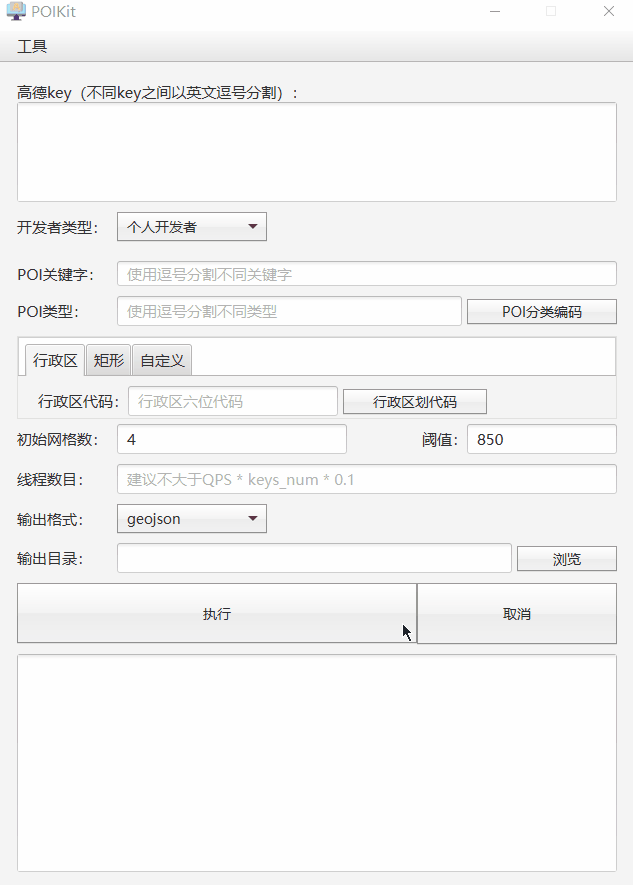 POIKit
工具
高德key（不同key之间以英文逗号分割）:
开发者类型: 个人开发者
POI关键字: 使用逗号分割不同关键字
POI类型: 使用逗号分割不同类型 POI分类编码
行政区 矩形 自定义
行政区代码: 行政区六位代码 行政区划代码
初始网格数: 4 阈值: 850
线程数目: 建议不大于QPS * keys_num * 0.1
输出格式: geojson
输出目录: 浏览
执行 取消